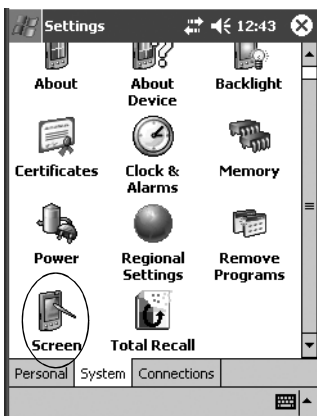 Settings 12:43
About About Device Backlight
Certificates Clock & Alarms Memory
Power Regional Settings Remove Programs
Screen Total Recall
Personal System Connections